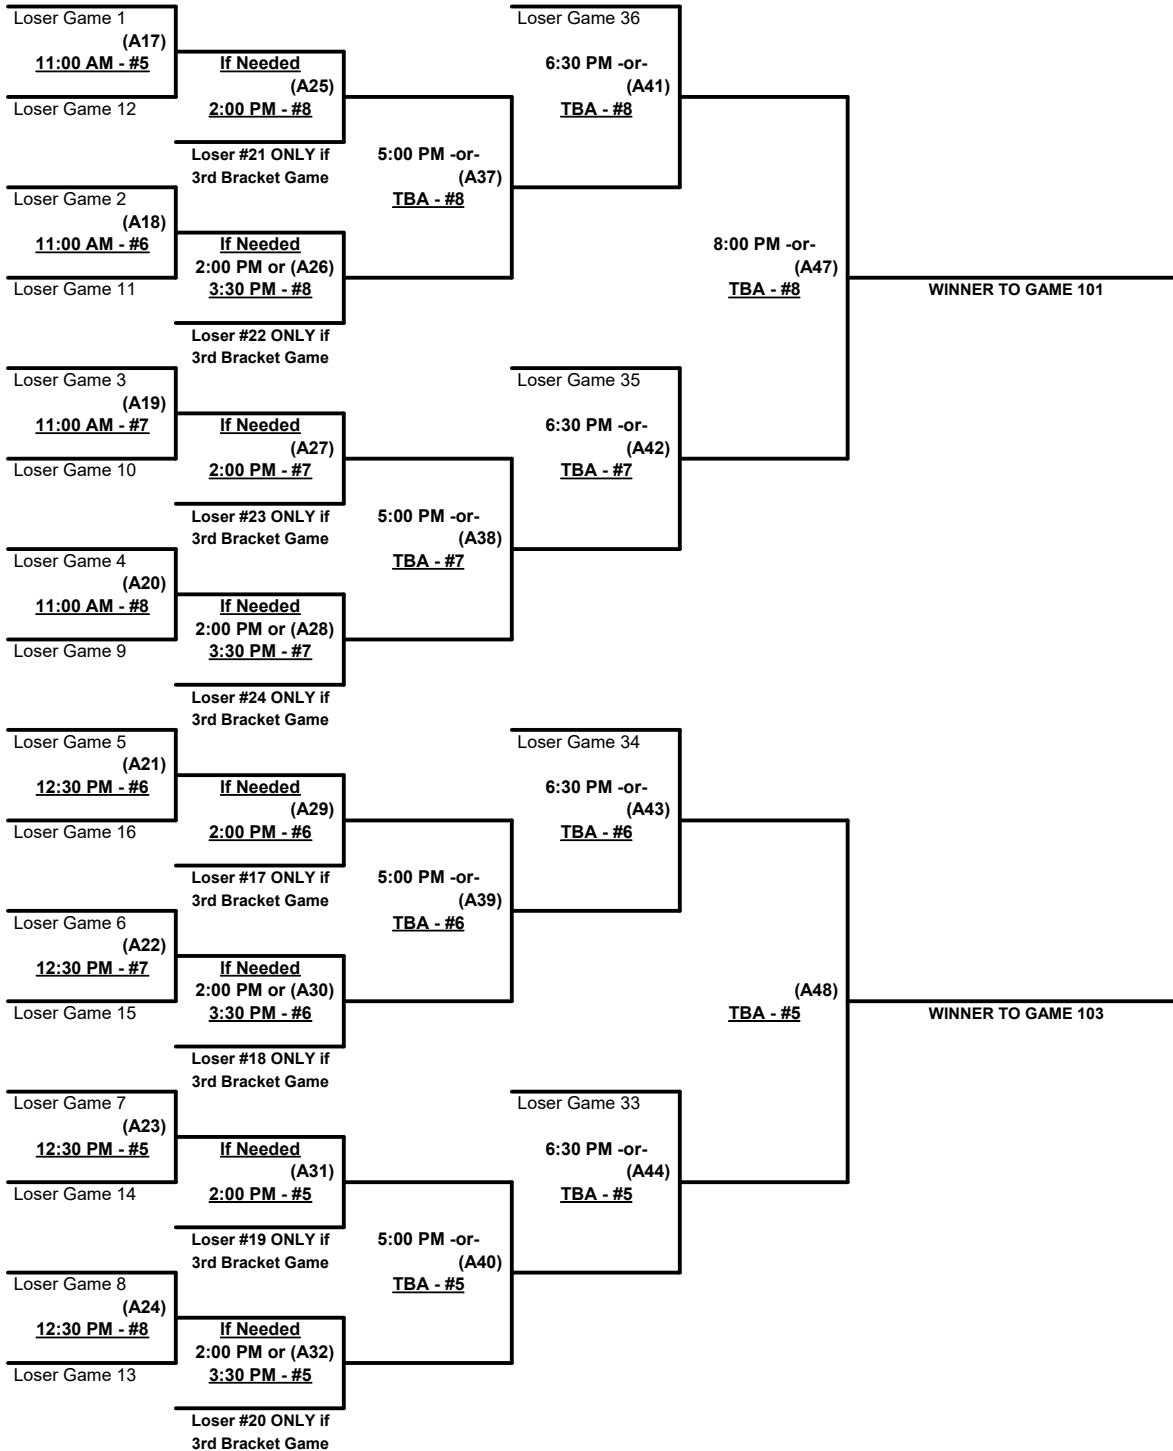 Loser Game 1
(A17)
11:00 AM - #5
Loser Game 12
If Needed
(A25)
2:00 PM - #8
Loser #21 ONLY if
3rd Bracket Game
Loser Game 2
(A18)
11:00 AM - #6
Loser Game 11
If Needed
2:00 PM or (A26)
3:30 PM - #8
Loser #22 ONLY if
3rd Bracket Game
5:00 PM -or-
(A37)
TBA - #8
Loser Game 36
6:30 PM -or-
(A41)
TBA - #8
Loser Game 3
(A19)
11:00 AM - #7
Loser Game 10
If Needed
(A27)
2:00 PM - #7
Loser #23 ONLY if
3rd Bracket Game
Loser Game 4
(A20)
11:00 AM - #8
Loser Game 9
If Needed
2:00 PM or (A28)
3:30 PM - #7
Loser #24 ONLY if
3rd Bracket Game
5:00 PM -or-
(A38)
TBA - #7
Loser Game 35
6:30 PM -or-
(A42)
TBA - #7
8:00 PM -or-
(A47)
TBA - #8
WINNER TO GAME 101
Loser Game 5
(A21)
12:30 PM - #6
Loser Game 16
If Needed
(A29)
2:00 PM - #6
Loser #17 ONLY if
3rd Bracket Game
Loser Game 6
(A22)
12:30 PM - #7
Loser Game 15
If Needed
2:00 PM or (A30)
3:30 PM - #6
Loser #18 ONLY if
3rd Bracket Game
5:00 PM -or-
(A39)
TBA - #6
Loser Game 34
6:30 PM -or-
(A43)
TBA - #6
Loser Game 7
(A23)
12:30 PM - #5
Loser Game 14
If Needed
(A31)
2:00 PM - #5
Loser #19 ONLY if
3rd Bracket Game
Loser Game 8
(A24)
12:30 PM - #8
Loser Game 13
If Needed
2:00 PM or (A32)
3:30 PM - #5
Loser #20 ONLY if
3rd Bracket Game
5:00 PM -or-
(A40)
TBA - #5
Loser Game 33
6:30 PM -or-
(A44)
TBA - #5
(A48)
TBA - #5
WINNER TO GAME 103